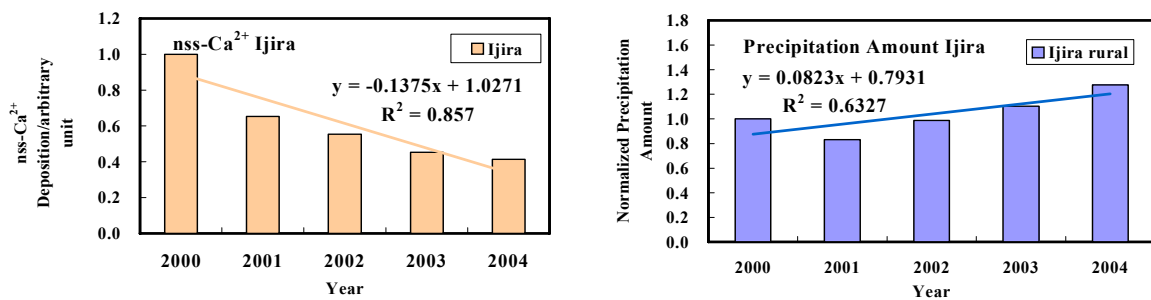 nss-Ca²⁺ Ijira
Ijira
y = -0.1375x + 1.0271
R² = 0.857
nss-Ca²⁺
Deposition/arbitrary
unit
1.2
1.0
0.8
0.6
0.4
0.2
0.0
2000 2001 2002 2003 2004
Year
Precipitation Amount Ijira
Ijira rural
y = 0.0823x + 0.7931
R² = 0.6327
Normalized Precipitation
Amount
1.8
1.6
1.4
1.2
1.0
0.8
0.6
0.4
0.2
0.0
2000 2001 2002 2003 2004
Year